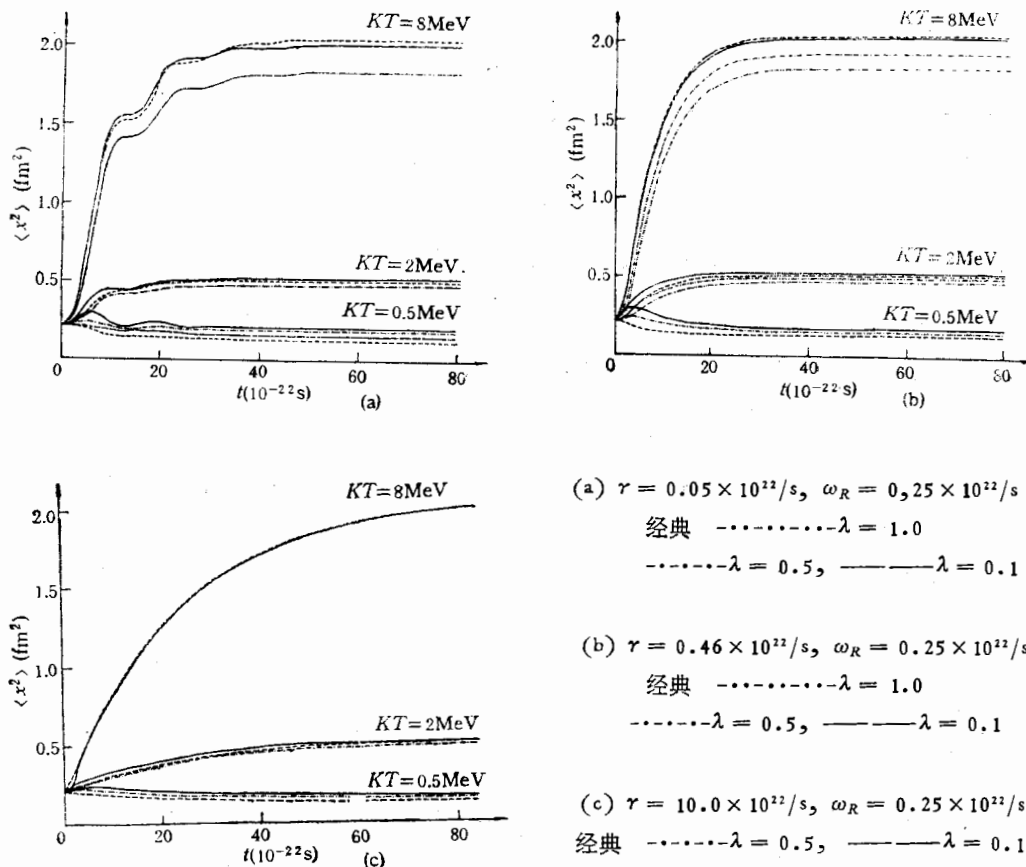 KT=8MeV
2.0
1.5
1.0
0.5
⟨x²⟩ (fm²)
KT=2MeV.
KT=0.5MeV
0 20 40 60 80
t(10⁻²²s)
(a)
KT=8MeV
2.0
1.5
1.0
0.5
⟨x²⟩ (fm²)
KT=2MeV
KT=0.5MeV
0 20 40 60 80
t(10⁻²²s)
(b)
KT=8MeV
2.0
1.5
1.0
0.5
⟨x²⟩ (fm²)
KT=2MeV
KT=0.5MeV
0 20 40 60 80
t(10⁻²²s)
(c)
(a) r = 0.05 × 10²²/s, ω_R = 0,25 × 10²²/s
经典 -··-··-··-λ = 1.0
-·-·-·-λ = 0.5, ————λ = 0.1
(b) r = 0.46 × 10²²/s, ω_R = 0.25 × 10²²/s
经典 -··-··-··-λ = 1.0
-·-·-·-λ = 0.5, ————λ = 0.1
(c) r = 10.0 × 10²²/s, ω_R = 0.25 × 10²²/s
经典 -·-·-·-λ = 0.5, ————λ = 0.1